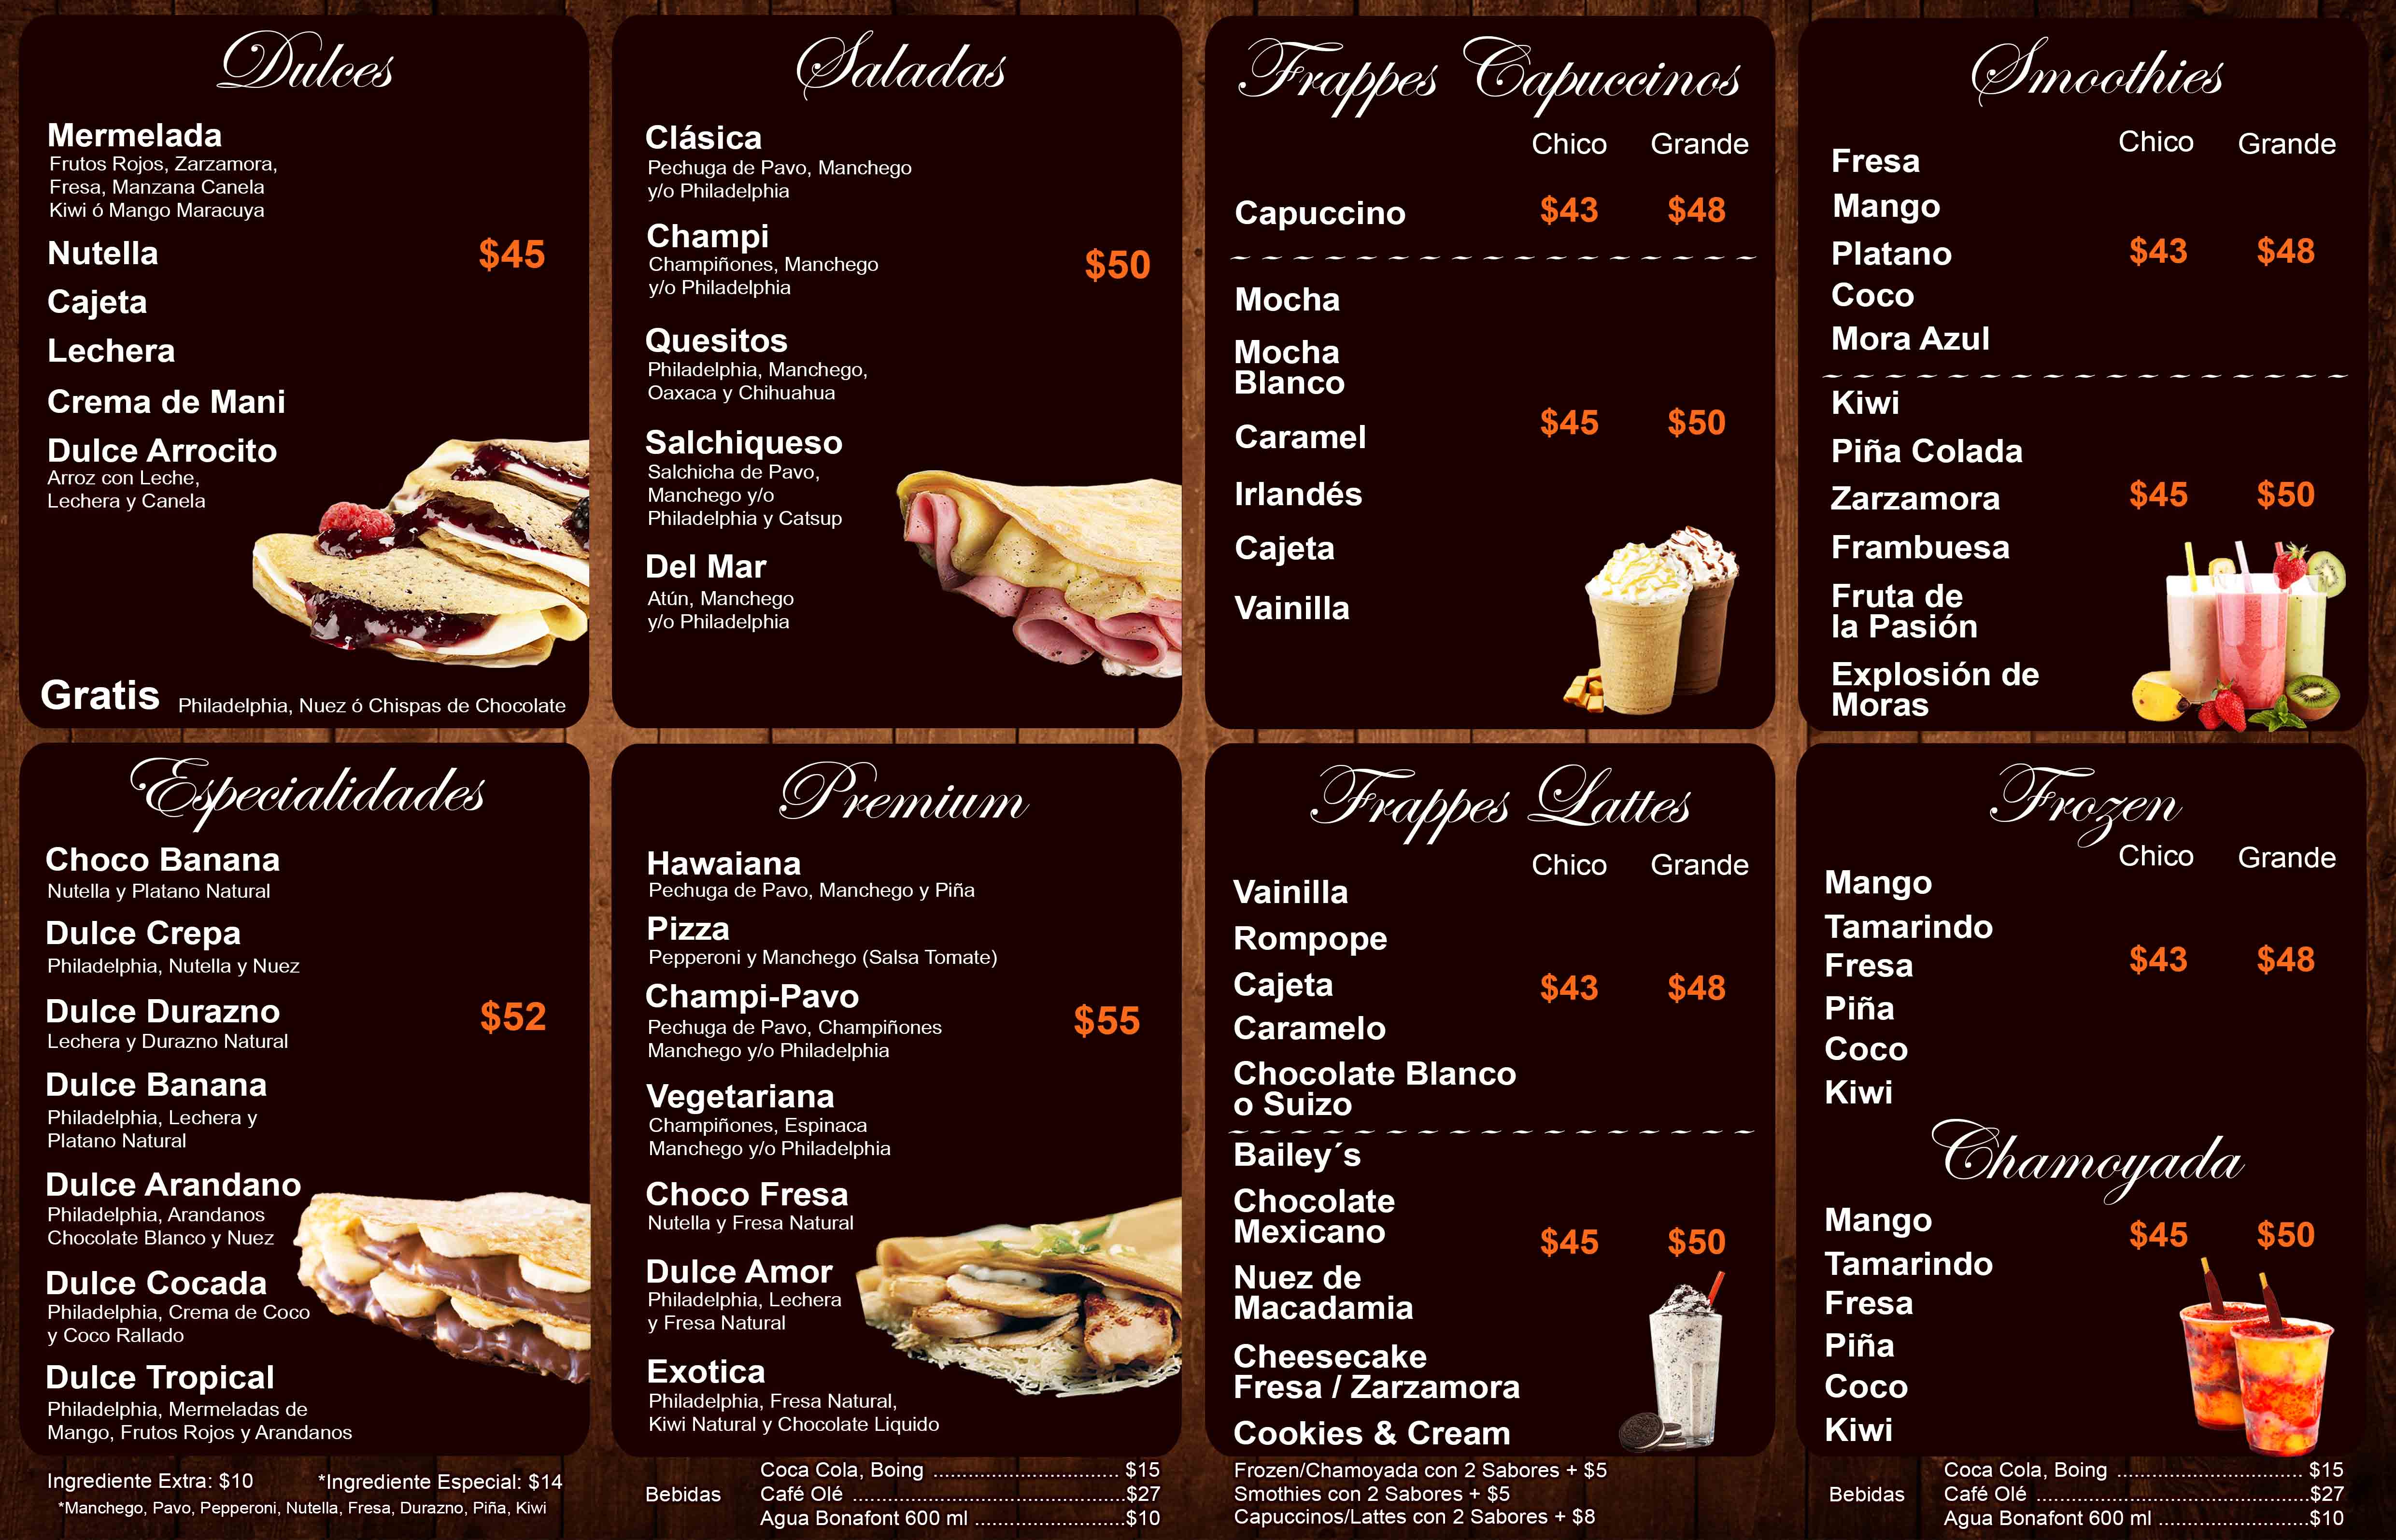 Dulces
Mermelada
Frutos Rojos, Zarzamora,
Fresa, Manzana Canela
Kiwi ó Mango Maracuya
Nutella $45
Cajeta
Lechera
Crema de Mani
Dulce Arrocito
Arroz con Leche,
Lechera y Canela
Gratis Philadelphia, Nuez ó Chispas de Chocolate
Saladas
Clásica
Pechuga de Pavo, Manchego
y/o Philadelphia
Champi
Champiñones, Manchego $50
y/o Philadelphia
Quesitos
Philadelphia, Manchego,
Oaxaca y Chihuahua
Salchiqueso
Salchicha de Pavo,
Manchego y/o
Philadelphia y Catsup
Del Mar
Atún, Manchego
y/o Philadelphia
Frappes Capuccinos
Chico Grande
Capuccino $43 $48
Mocha
Mocha
Blanco
Caramel $45 $50
Irlandés
Cajeta
Vainilla
Smoothies
Chico Grande
Fresa
Mango
Platano $43 $48
Coco
Mora Azul
Kiwi
Piña Colada
Zarzamora $45 $50
Frambuesa
Fruta de
la Pasión
Explosión de
Moras
Especialidades
Choco Banana
Nutella y Platano Natural
Dulce Crepa
Philadelphia, Nutella y Nuez
Dulce Durazno $52
Lechera y Durazno Natural
Dulce Banana
Philadelphia, Lechera y
Platano Natural
Dulce Arandano
Philadelphia, Arandanos
Chocolate Blanco y Nuez
Dulce Cocada
Philadelphia, Crema de Coco
y Coco Rallado
Dulce Tropical
Philadelphia, Mermeladas de
Mango, Frutos Rojos y Arandanos
Ingrediente Extra: $10 *Ingrediente Especial: $14
*Manchego, Pavo, Pepperoni, Nutella, Fresa, Durazno, Piña, Kiwi
Premium
Hawaiana
Pechuga de Pavo, Manchego y Piña
Pizza
Pepperoni y Manchego (Salsa Tomate)
Champi-Pavo
Pechuga de Pavo, Champiñones $55
Manchego y/o Philadelphia
Vegetariana
Champiñones, Espinaca
Manchego y/o Philadelphia
Choco Fresa
Nutella y Fresa Natural
Dulce Amor
Philadelphia, Lechera
y Fresa Natural
Exotica
Philadelphia, Fresa Natural,
Kiwi Natural y Chocolate Liquido
Coca Cola, Boing ................................ $15
Bebidas Café Olé ...............................................$27
Agua Bonafont 600 ml ..........................$10
Frappes Lattes
Chico Grande
Vainilla
Rompope
Cajeta $43 $48
Caramelo
Chocolate Blanco
o Suizo
Bailey´s
Chocolate
Mexicano $45 $50
Nuez de
Macadamia
Cheesecake
Fresa / Zarzamora
Cookies & Cream
Frozen/Chamoyada con 2 Sabores + $5
Smothies con 2 Sabores + $5
Capuccinos/Lattes con 2 Sabores + $8
Frozen
Chico Grande
Mango
Tamarindo
Fresa $43 $48
Piña
Coco
Kiwi
Chamoyada
Mango $45 $50
Tamarindo
Fresa
Piña
Coco
Kiwi
Coca Cola, Boing ................................ $15
Bebidas Café Olé ...............................................$27
Agua Bonafont 600 ml ..........................$10